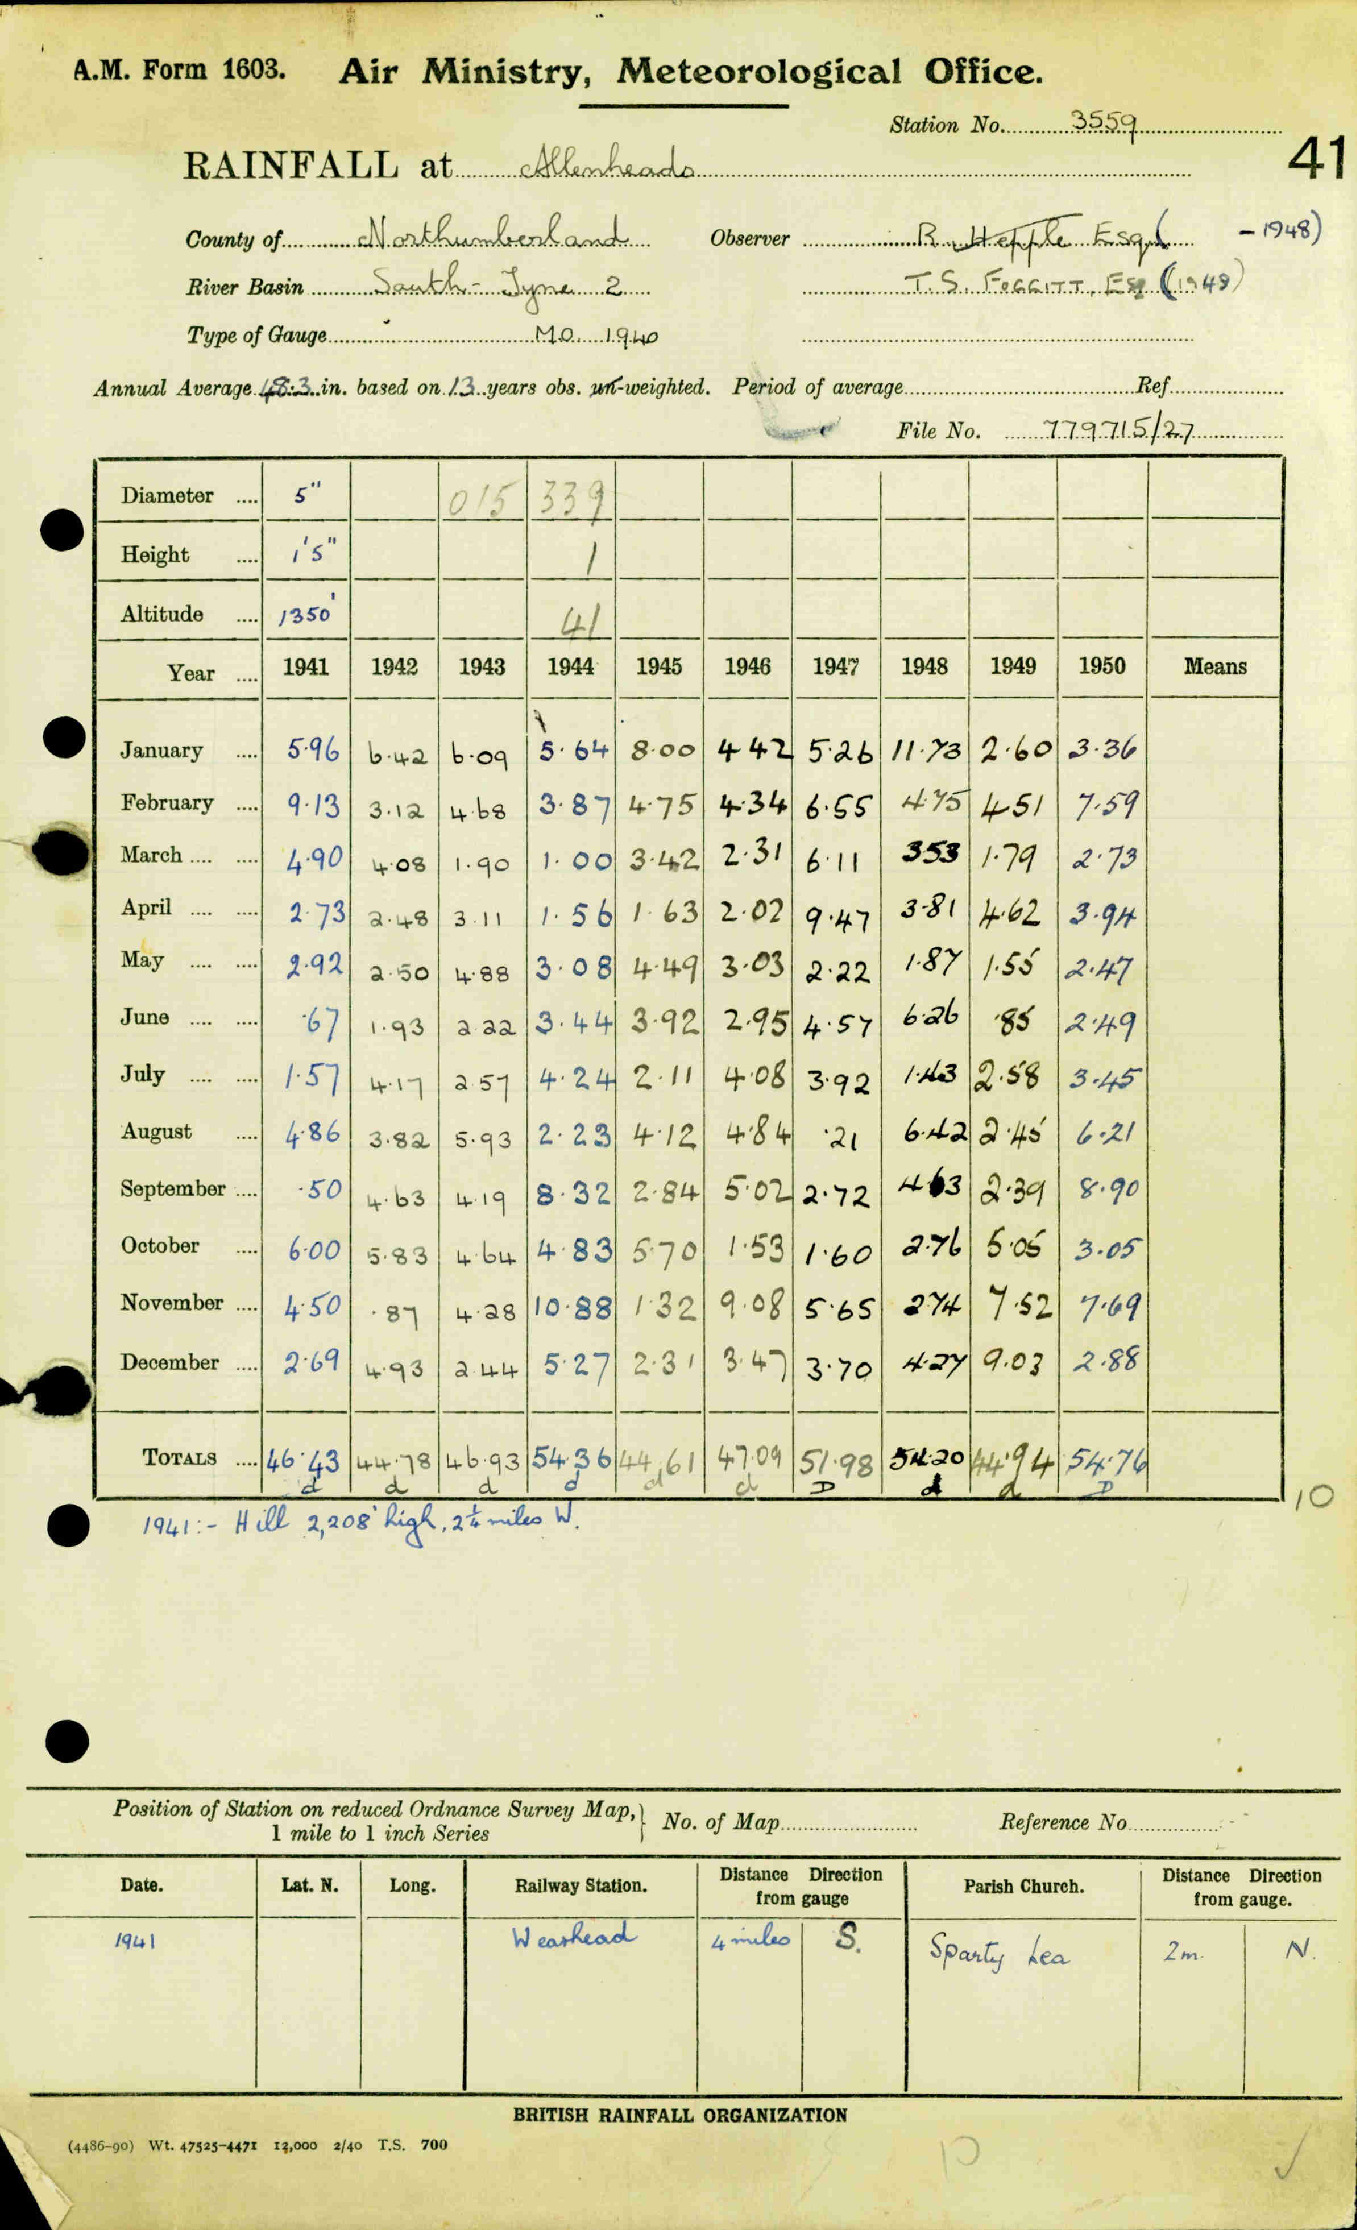 A.M. Form 1603. Air Ministry, Meteorological Office.
Station No. 3559
41
RAINFALL at Allenheads
County of Northumberland Observer R. Hepple Esq. ( - 1948)
River Basin South-Tyne 2 T. S. FOGGITT, Esq (1948)
Type of Gauge M.O. 1940
Annual Average 48.3 in. based on 13 years obs. un-weighted. Period of average Ref.
File No. 779715/27
Diameter 5" 015 339
Height 1'5" 1
Altitude 1350' 41
Year 1941 1942 1943 1944 1945 1946 1947 1948 1949 1950 Means
January 5.96 6.42 6.09 5.64 8.00 4.42 5.26 11.73 2.60 3.36
February 9.13 3.12 4.68 3.87 4.75 4.34 6.55 4.75 4.51 7.59
March 4.90 4.08 1.90 1.00 3.42 2.31 6.11 3.53 1.79 2.73
April 2.73 2.48 3.11 1.56 1.63 2.02 9.47 3.81 4.62 3.94
May 2.92 2.50 4.88 3.08 4.49 3.03 2.22 1.87 1.55 2.47
June .67 1.93 2.22 3.44 3.92 2.95 4.57 6.26 .85 2.49
July 1.57 4.17 2.57 4.24 2.11 4.08 3.92 1.43 2.58 3.45
August 4.86 3.82 5.93 2.23 4.12 4.84 .21 6.42 2.45 6.21
September .50 4.63 4.19 8.32 2.84 5.02 2.72 4.63 2.39 8.90
October 6.00 5.83 4.64 4.83 5.70 1.53 1.60 2.76 5.05 3.05
November 4.50 .87 4.28 10.88 1.32 9.08 5.65 2.74 7.52 7.69
December 2.69 4.93 2.44 5.27 2.31 3.47 3.70 4.27 9.03 2.88
TOTALS 46.43 44.78 46.93 54.36 44.61 47.09 51.98 54.20 44.94 54.76
d d d d d d D d d D
10
1941:- Hill 2,208' high, 2¼ miles W.
Position of Station on reduced Ordnance Survey Map, 1 mile to 1 inch Series } No. of Map Reference No.
Date. Lat. N. Long. Railway Station. Distance Direction from gauge Parish Church. Distance Direction from gauge.
1941 Wearhead 4 miles S. Sparty Lea 2m. N.
BRITISH RAINFALL ORGANIZATION
(4486-90) Wt. 47525-4471 12,000 2/40 T.S. 700